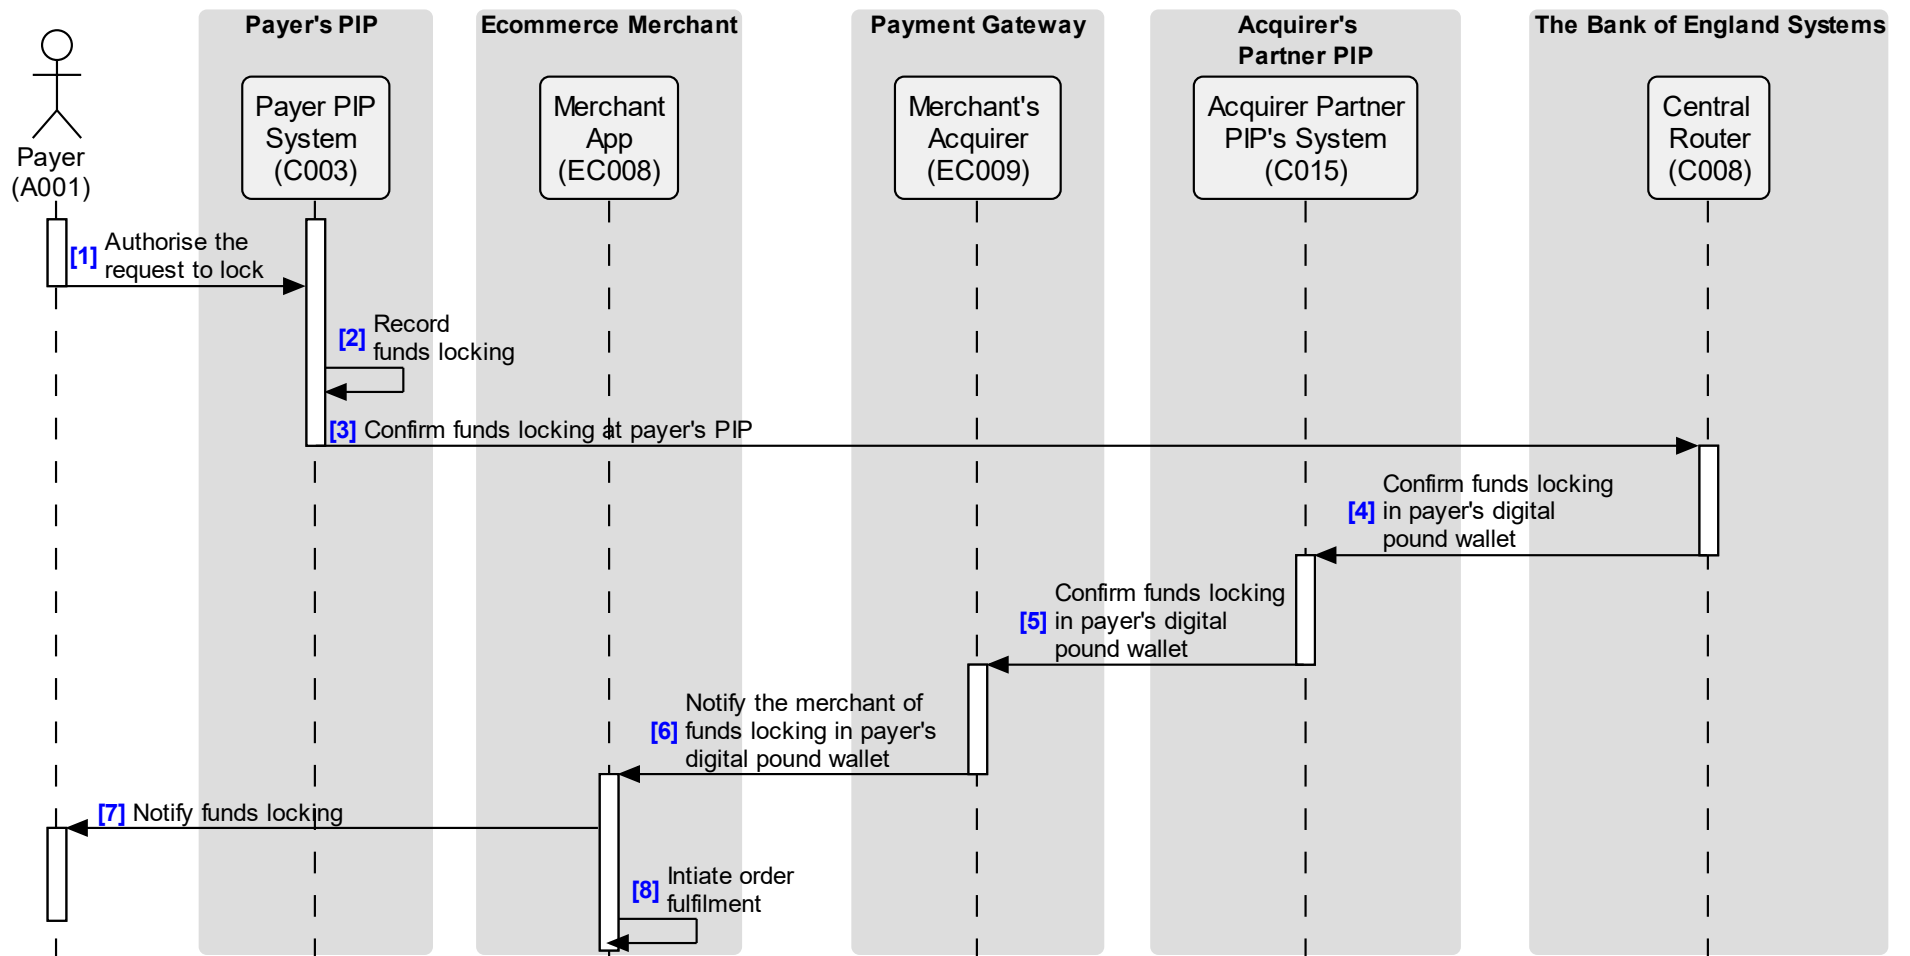 Payer's PIP
Ecommerce Merchant
Payment Gateway
Acquirer's
Partner PIP
The Bank of England Systems
Payer
(A001)
Payer PIP
System
(C003)
Merchant
App
(EC008)
Merchant's
Acquirer
(EC009)
Acquirer Partner
PIP's System
(C015)
Central
Router
(C008)
[1] Authorise the
request to lock
[2] Record
funds locking
[3] Confirm funds locking at payer's PIP
Confirm funds locking
[4] in payer's digital
pound wallet
Confirm funds locking
[5] in payer's digital
pound wallet
Notify the merchant of
[6] funds locking in payer's
digital pound wallet
[7] Notify funds locking
[8] Intiate order
fulfilment